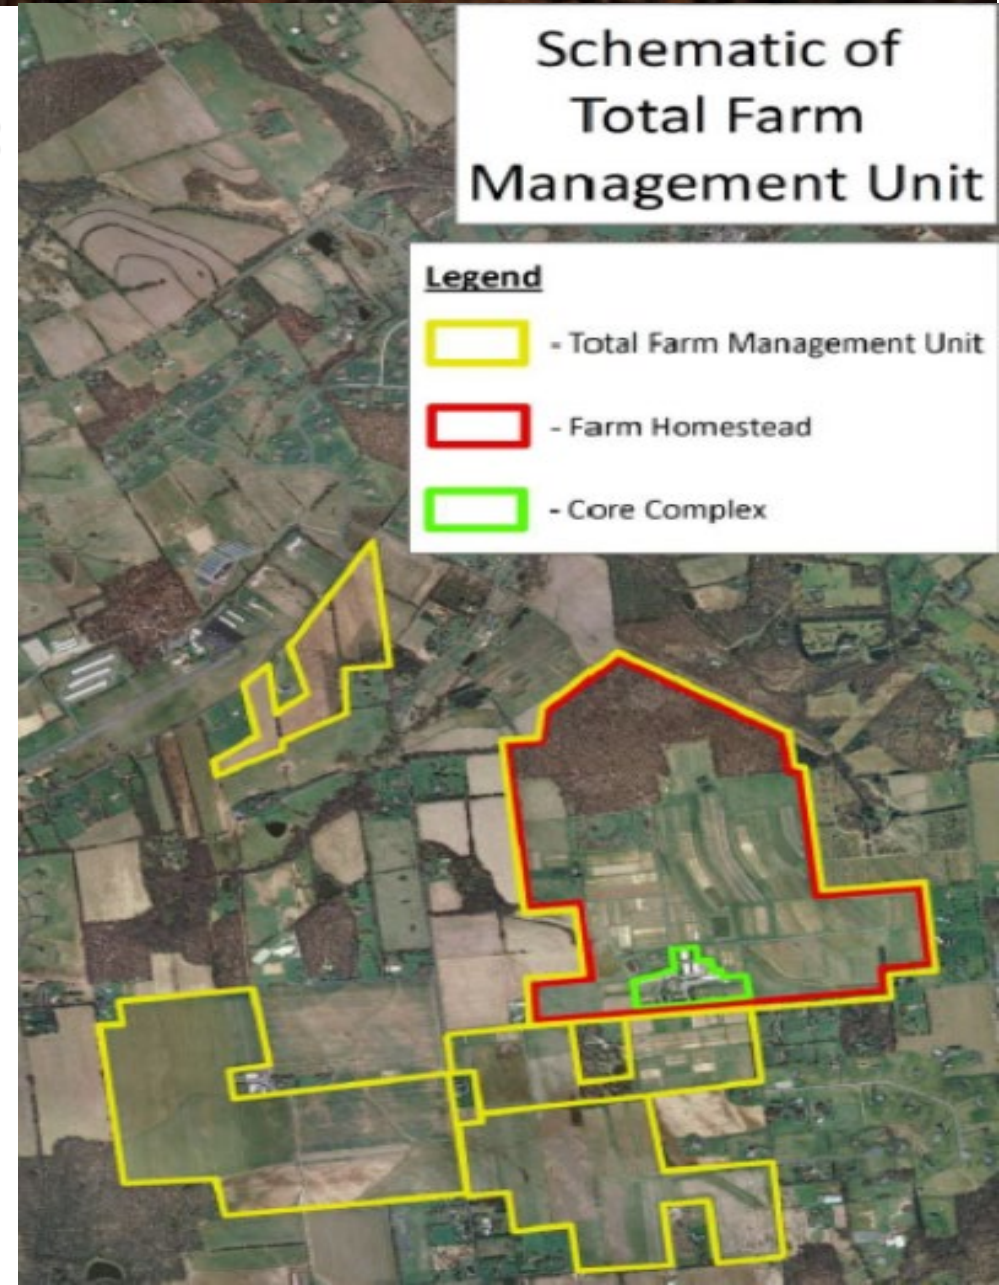 Schematic of
Total Farm
Management Unit
Legend
- Total Farm Management Unit
- Farm Homestead
- Core Complex